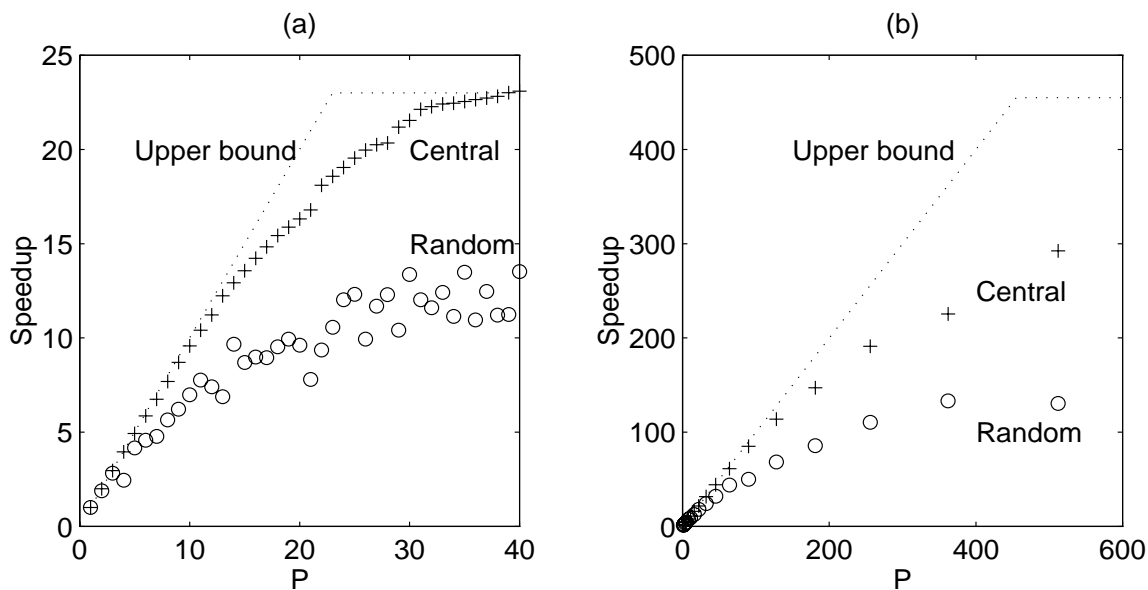 (a)
25
20
15
10
5
0
Speedup
Upper bound
Central
Random
0 10 20 30 40
P
(b)
500
400
300
200
100
0
Speedup
Upper bound
Central
Random
0 200 400 600
P